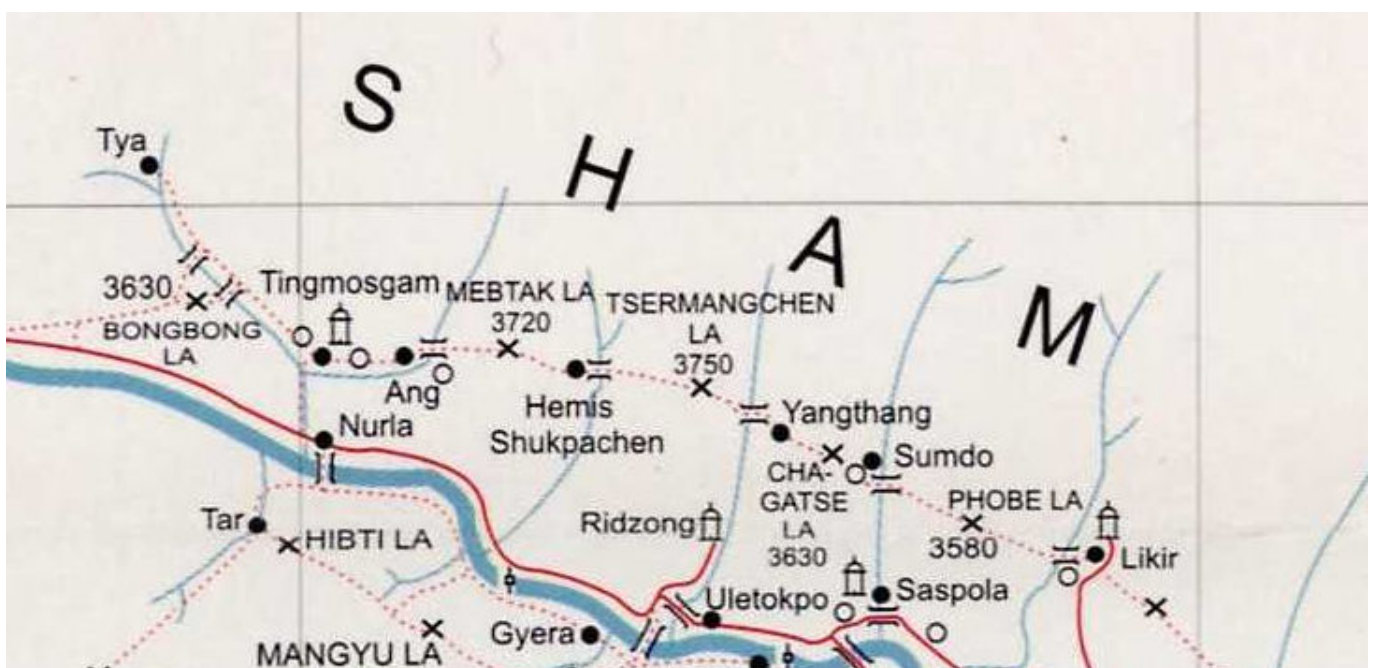 S
H
A
M
Tya
3630
BONGBONG
LA
Tingmosgam
MEBTAK LA
3720
TSERMANGCHEN
LA
3750
Ang
Nurla
Hemis
Shukpachen
Yangthang
CHA-
GATSE
LA
3630
Sumdo
PHOBE LA
3580
Likir
Ridzong
Tar
HIBTI LA
Uletokpo
Saspola
Gyera
MANGYU LA